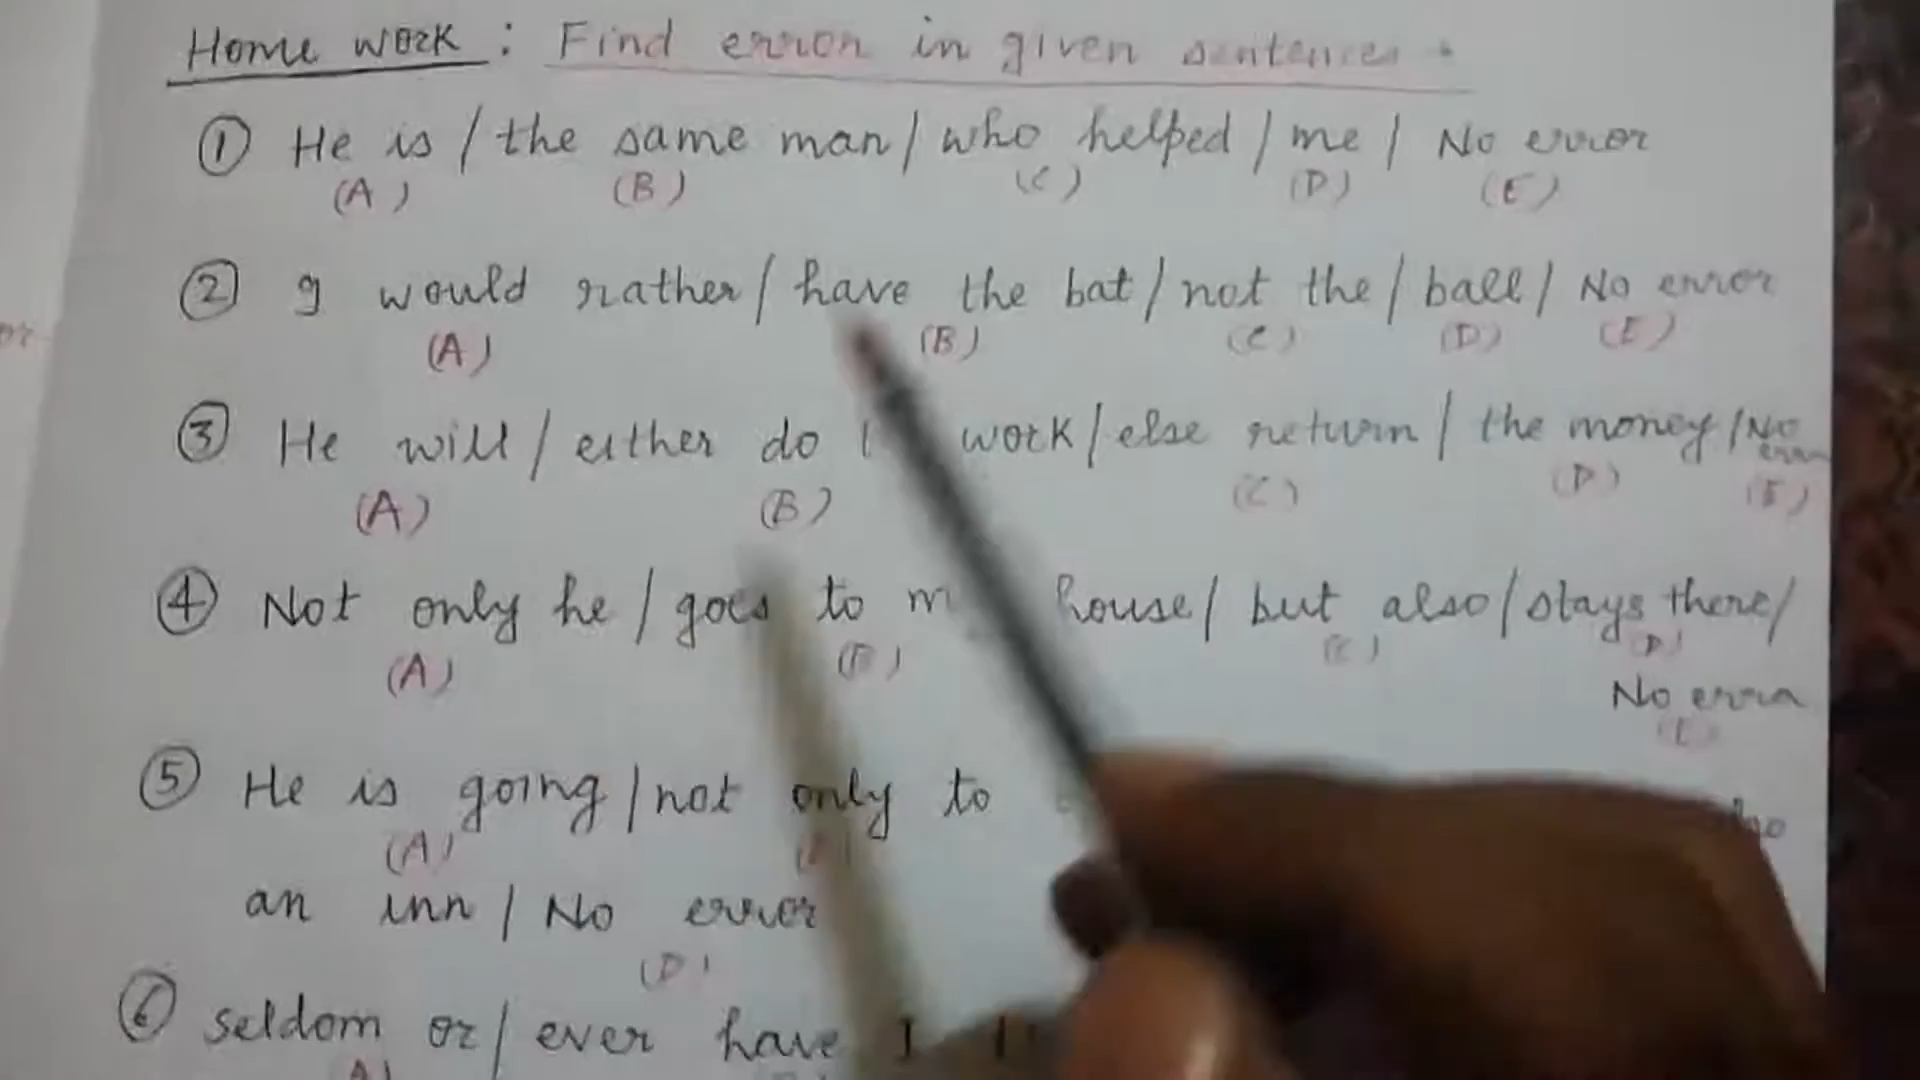 Home work : Find error in given sentences .
① He is / the same man / who helped / me / No error
(A) (B) (C) (D) (E)
② I would rather / have the bat / not the / ball / No error
(A) (B) (C) (D) (E)
③ He will / either do work / else return / the money / No error
(A) (B) (C) (D) (E)
④ Not only he / goes to house / but also / stays there /
(A) (B) (C) (D)
No error
(E)
⑤ He is going / not only to
(A)
an inn / No error
(D)
⑥ seldom or / ever have I